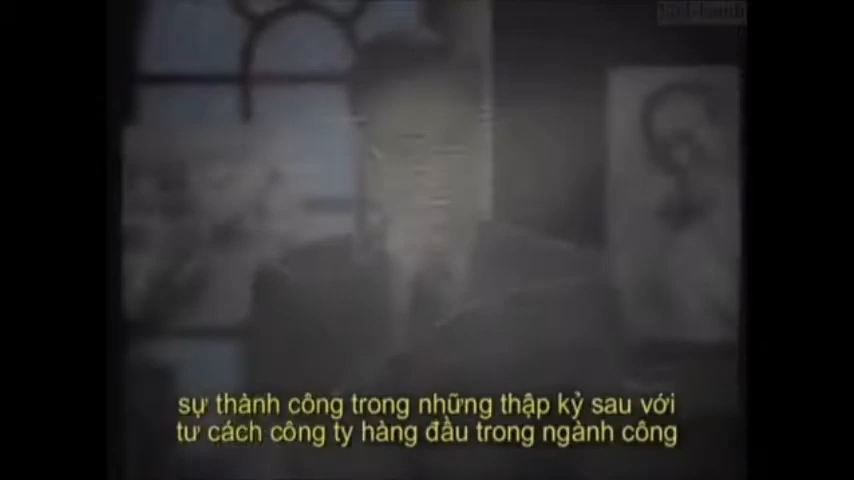 sự thành công trong những thập kỷ sau với
tư cách công ty hàng đầu trong ngành công